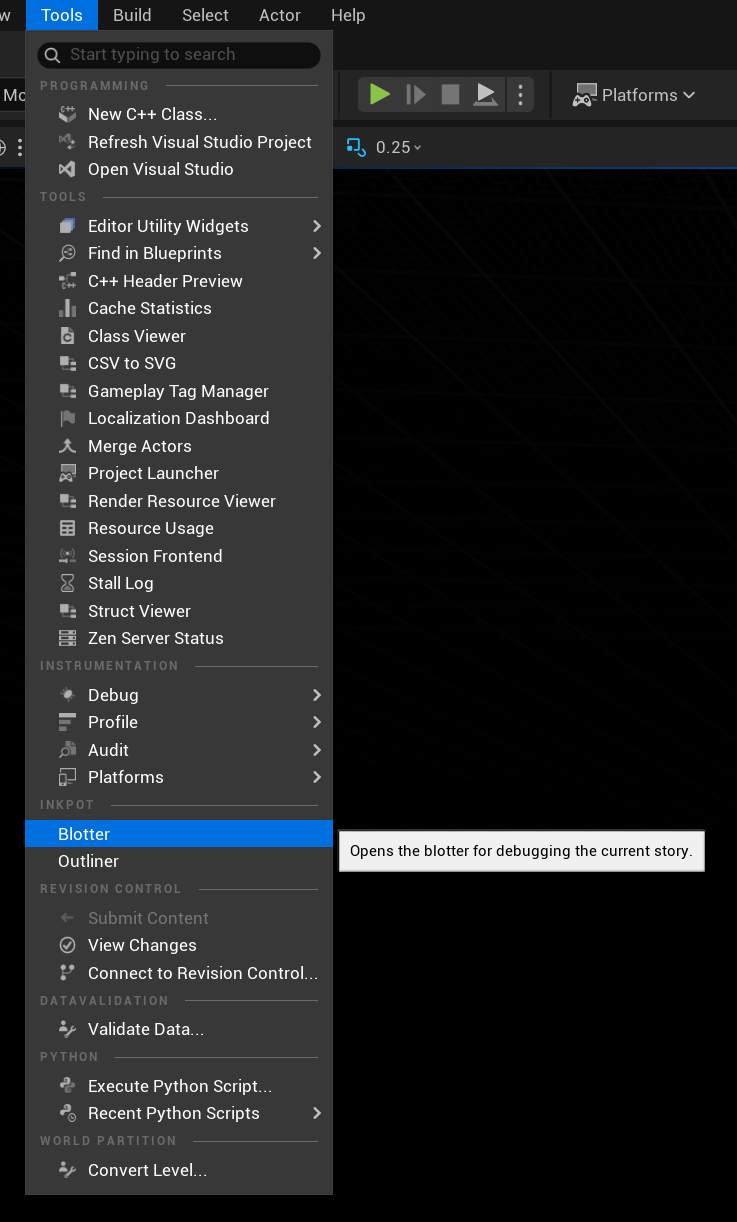 w Tools Build Select Actor Help
Start typing to search
PROGRAMMING
Mo
Platforms
New C++ Class...
Refresh Visual Studio Project
0.25
Open Visual Studio
TOOLS
Editor Utility Widgets
Find in Blueprints
C++ Header Preview
Cache Statistics
Class Viewer
CSV to SVG
Gameplay Tag Manager
Localization Dashboard
Merge Actors
Project Launcher
Render Resource Viewer
Resource Usage
Session Frontend
Stall Log
Struct Viewer
Zen Server Status
INSTRUMENTATION
Debug
Profile
Audit
Platforms
INKPOT
Blotter
Opens the blotter for debugging the current story.
Outliner
REVISION CONTROL
Submit Content
View Changes
Connect to Revision Control...
DATAVALIDATION
Validate Data...
PYTHON
Execute Python Script...
Recent Python Scripts
WORLD PARTITION
Convert Level...